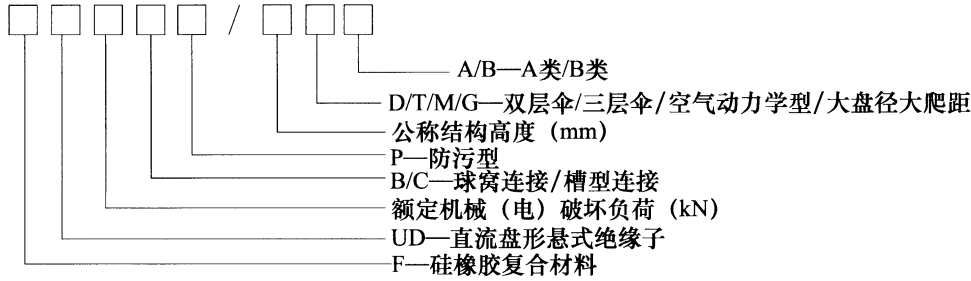 □□□□□/□□□
A/B—A类/B类
D/T/M/G—双层伞/三层伞/空气动力学型/大盘径大爬距
公称结构高度（mm）
P—防污型
B/C—球窝连接/槽型连接
额定机械（电）破坏负荷（kN）
UD—直流盘形悬式绝缘子
F—硅橡胶复合材料